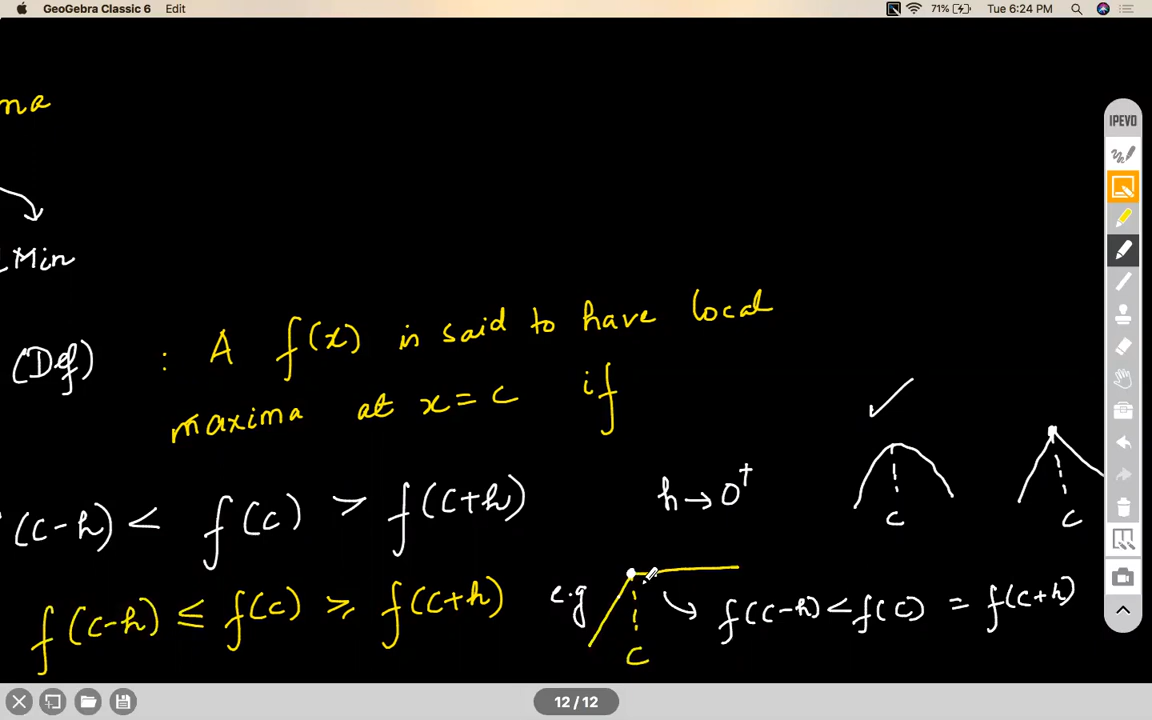 GeoGebra Classic 6 Edit 71% Tue 6:24 PM
IPEVO
Min
(Def) : A f(x) is said to have local
maxima at x = c if
(c-h) < f(c) > f(c+h) h→0⁺
c c
f(c-h) ≤ f(c) ≥ f(c+h) e.g f(c-h) < f(c) = f(c+h)
c
12 / 12